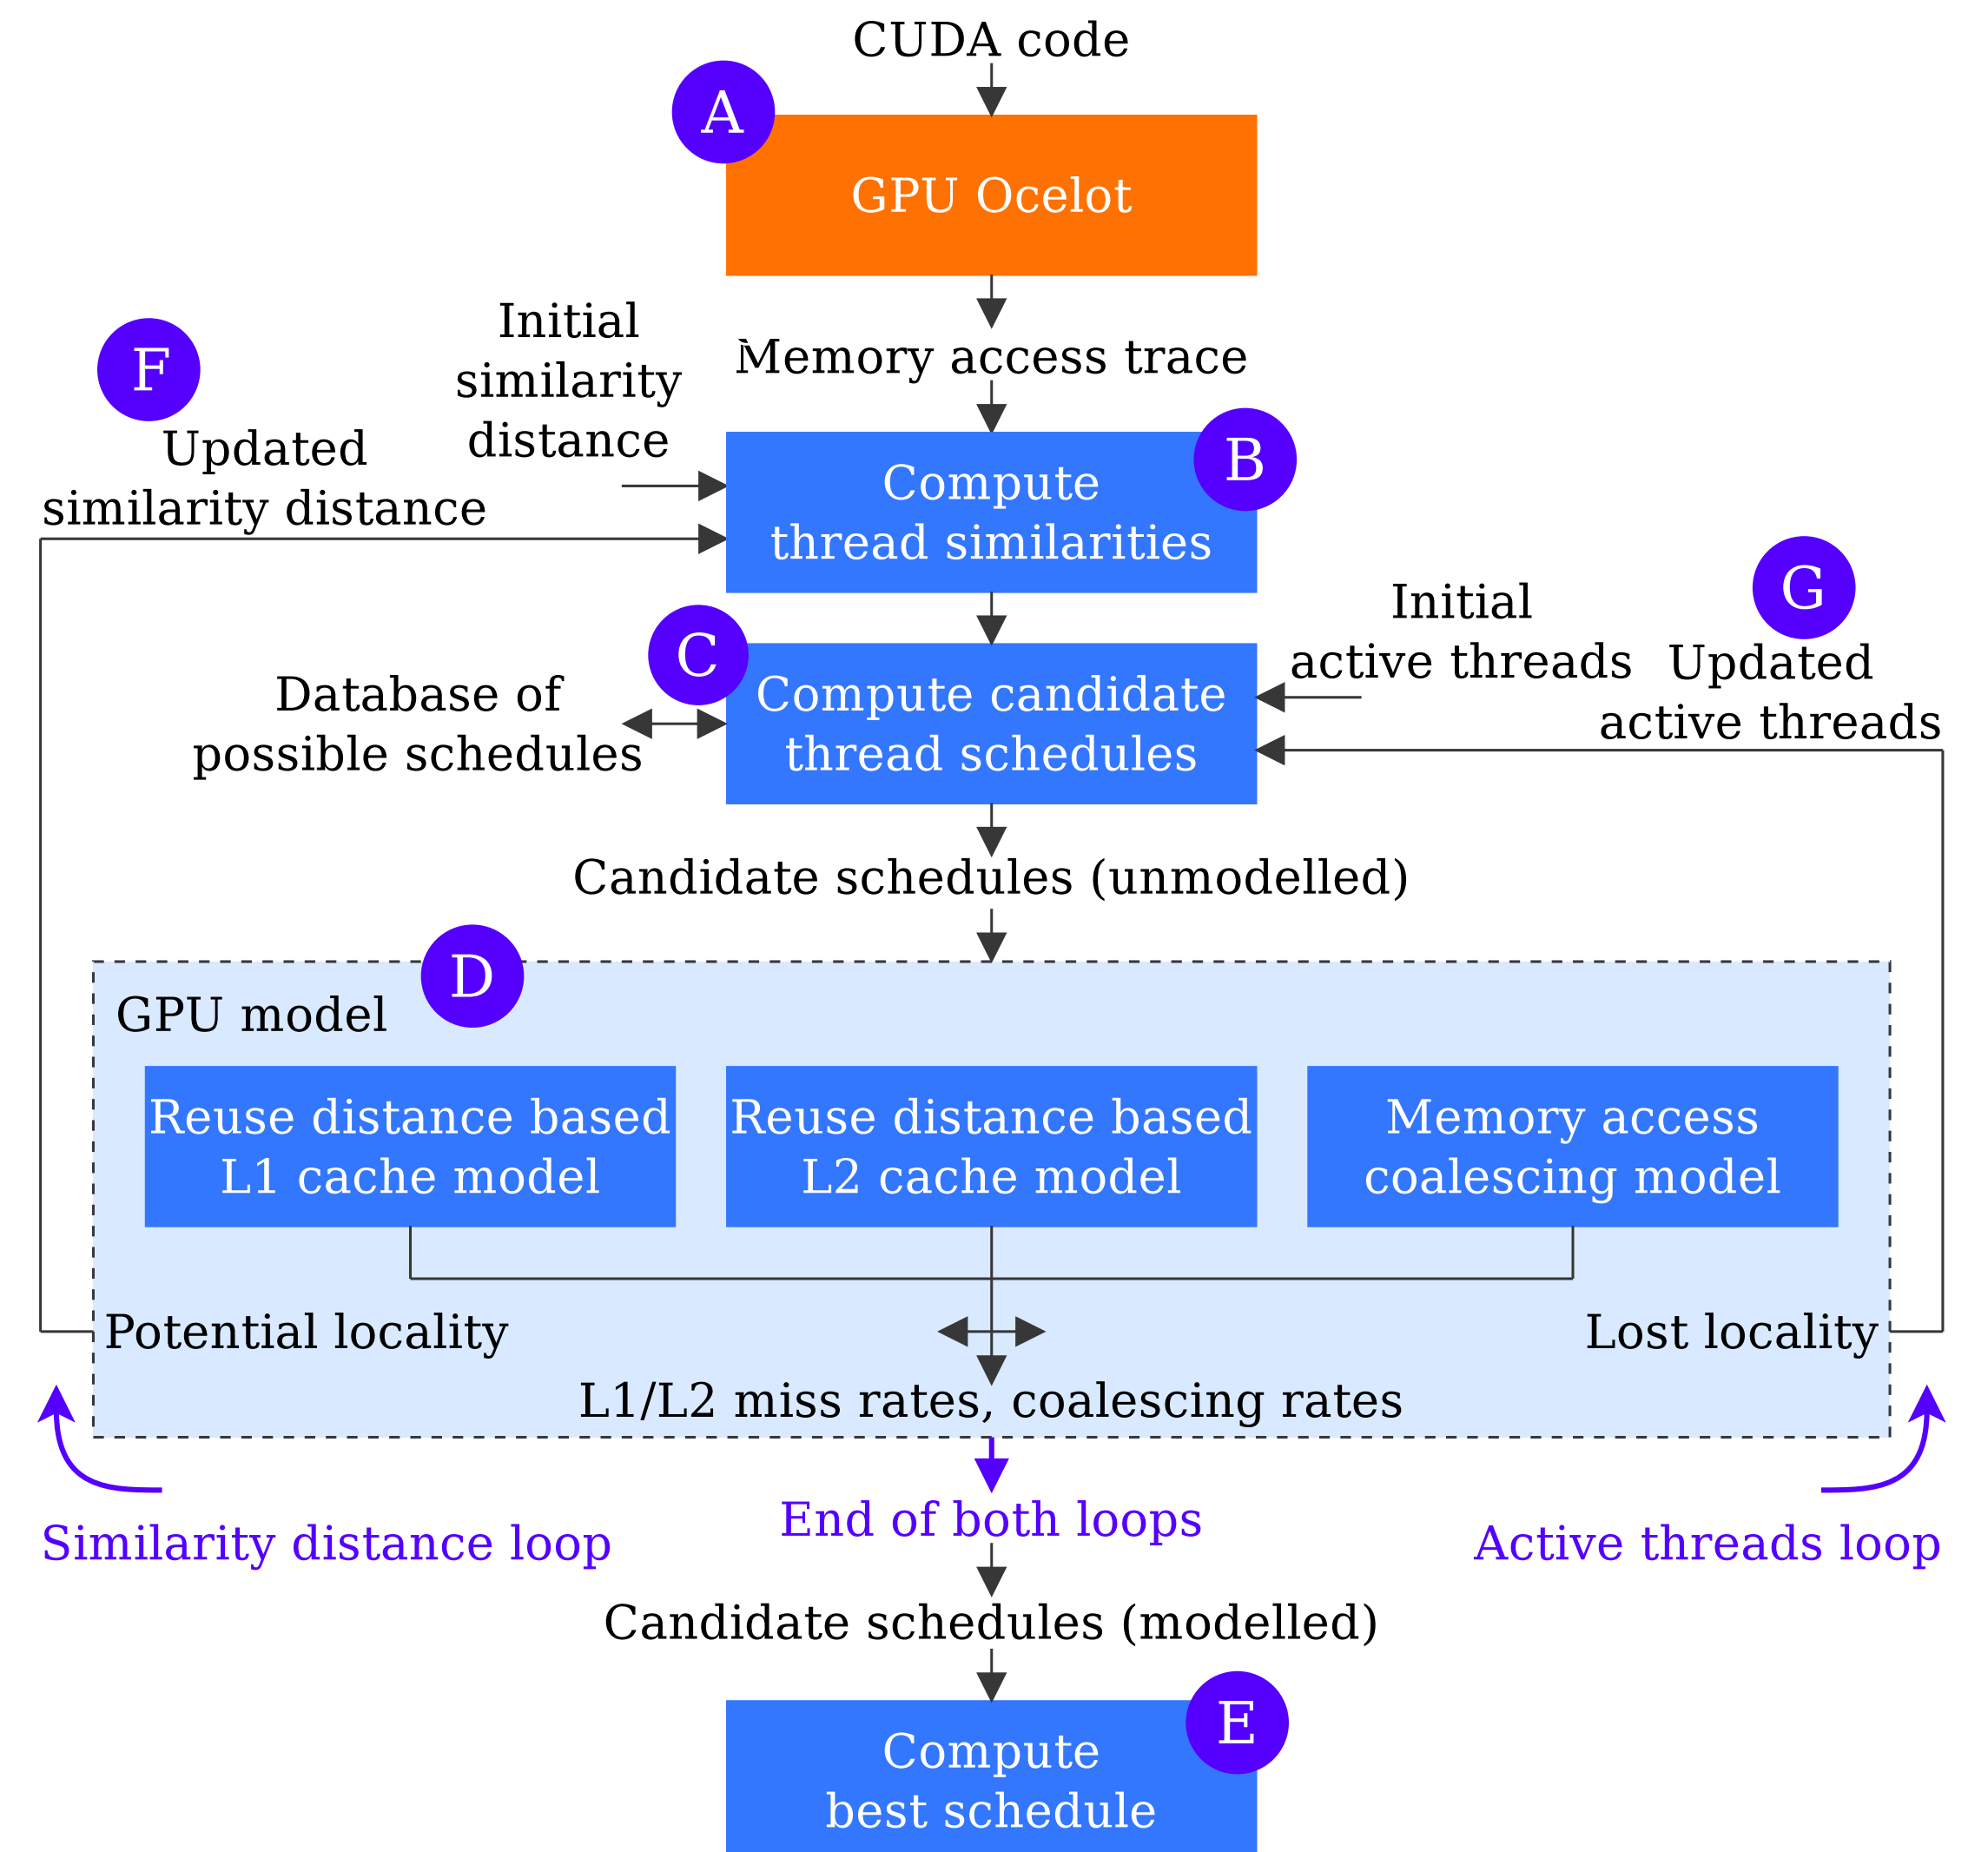 CUDA code
A
GPU Ocelot
Memory access trace
Initial
similarity
distance
F
Updated
similarity distance
B
Compute
thread similarities
C
Database of
possible schedules
Compute candidate
thread schedules
Initial
active threads
G
Updated
active threads
Candidate schedules (unmodelled)
D
GPU model
Reuse distance based
L1 cache model
Reuse distance based
L2 cache model
Memory access
coalescing model
Potential locality
Lost locality
L1/L2 miss rates, coalescing rates
Similarity distance loop
End of both loops
Active threads loop
Candidate schedules (modelled)
E
Compute
best schedule